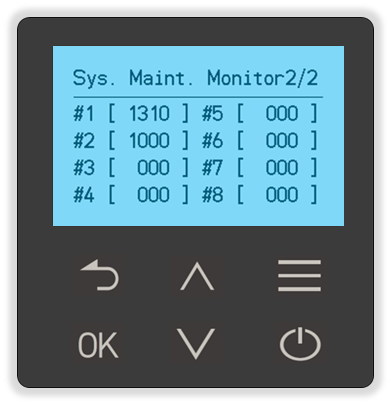 Sys. Maint. Monitor2/2
#1 [ 1310 ] #5 [ 000 ]
#2 [ 1000 ] #6 [ 000 ]
#3 [ 000 ] #7 [ 000 ]
#4 [ 000 ] #8 [ 000 ]
OK